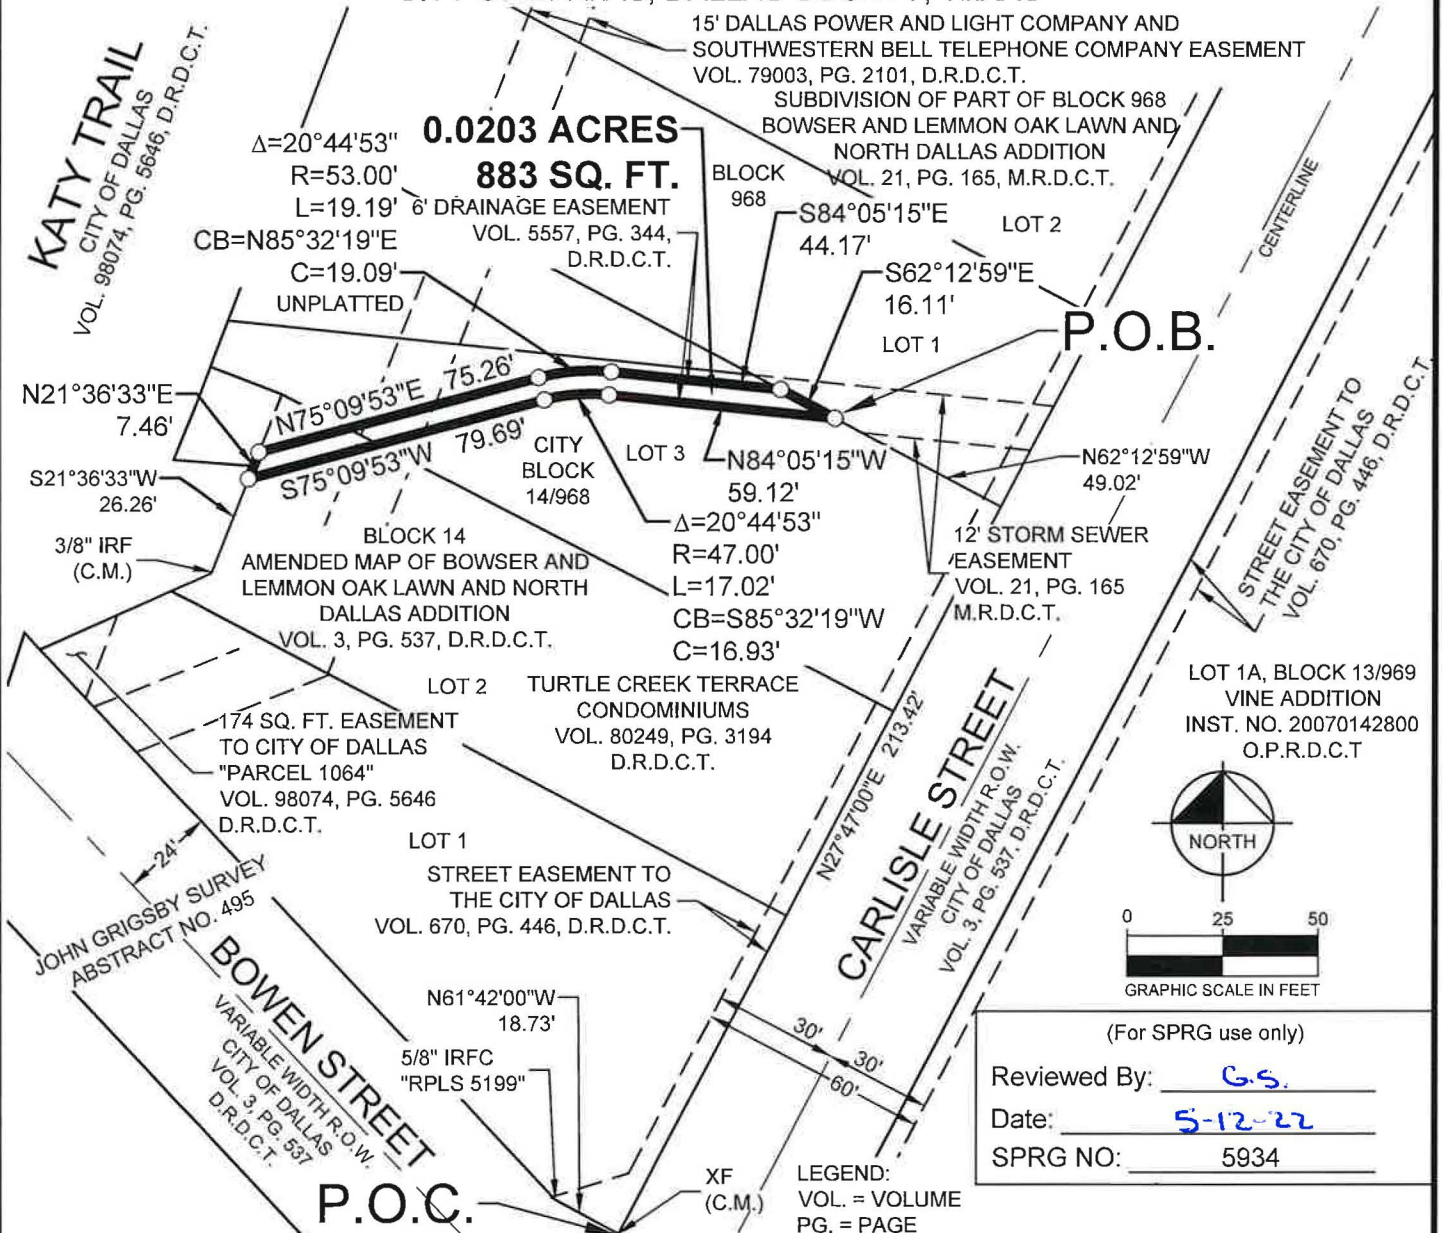 15' DALLAS POWER AND LIGHT COMPANY AND
SOUTHWESTERN BELL TELEPHONE COMPANY EASEMENT
VOL. 79003, PG. 2101, D.R.D.C.T.
SUBDIVISION OF PART OF BLOCK 968
BOWSER AND LEMMON OAK LAWN AND
NORTH DALLAS ADDITION
VOL. 21, PG. 165, M.R.D.C.T.
KATY TRAIL
CITY OF DALLAS
VOL. 98074, PG. 5646, D.R.D.C.T.
Δ=20°44'53"
R=53.00'
L=19.19'
CB=N85°32'19"E
C=19.09'
UNPLATTED
0.0203 ACRES
883 SQ. FT.
6' DRAINAGE EASEMENT
VOL. 5557, PG. 344,
D.R.D.C.T.
BLOCK
968
S84°05'15"E
44.17'
LOT 2
CENTERLINE
S62°12'59"E
16.11'
P.O.B.
LOT 1
N21°36'33"E
7.46'
N75°09'53"E 75.26'
S75°09'53"W 79.69'
S21°36'33"W
26.26'
3/8" IRF
(C.M.)
CITY
BLOCK
14/968
LOT 3
N84°05'15"W
59.12'
N62°12'59"W
49.02'
Δ=20°44'53"
R=47.00'
L=17.02'
CB=S85°32'19"W
C=16.93'
12' STORM SEWER
EASEMENT
VOL. 21, PG. 165
M.R.D.C.T.
STREET EASEMENT TO
THE CITY OF DALLAS
VOL. 670, PG. 446, D.R.D.C.T.
BLOCK 14
AMENDED MAP OF BOWSER AND
LEMMON OAK LAWN AND NORTH
DALLAS ADDITION
VOL. 3, PG. 537, D.R.D.C.T.
LOT 2
TURTLE CREEK TERRACE
CONDOMINIUMS
VOL. 80249, PG. 3194
D.R.D.C.T.
LOT 1A, BLOCK 13/969
VINE ADDITION
INST. NO. 20070142800
O.P.R.D.C.T
174 SQ. FT. EASEMENT
TO CITY OF DALLAS
"PARCEL 1064"
VOL. 98074, PG. 5646
D.R.D.C.T.
LOT 1
STREET EASEMENT TO
THE CITY OF DALLAS
VOL. 670, PG. 446, D.R.D.C.T.
N27°47'00"E 213.42'
CARLISLE STREET
VARIABLE WIDTH R.O.W.
CITY OF DALLAS
VOL. 3, PG. 537, D.R.D.C.T.
NORTH
0 25 50
GRAPHIC SCALE IN FEET
24'
JOHN GRIGSBY SURVEY
ABSTRACT NO. 495
BOWEN STREET
VARIABLE WIDTH R.O.W.
CITY OF DALLAS
VOL. 3, PG. 537
D.R.D.C.T.
N61°42'00"W
18.73'
5/8" IRFC
"RPLS 5199"
30'
30'
60'
P.O.C.
XF
(C.M.)
LEGEND:
VOL. = VOLUME
PG. = PAGE
(For SPRG use only)
Reviewed By: G.S.
Date: 5-12-22
SPRG NO: 5934